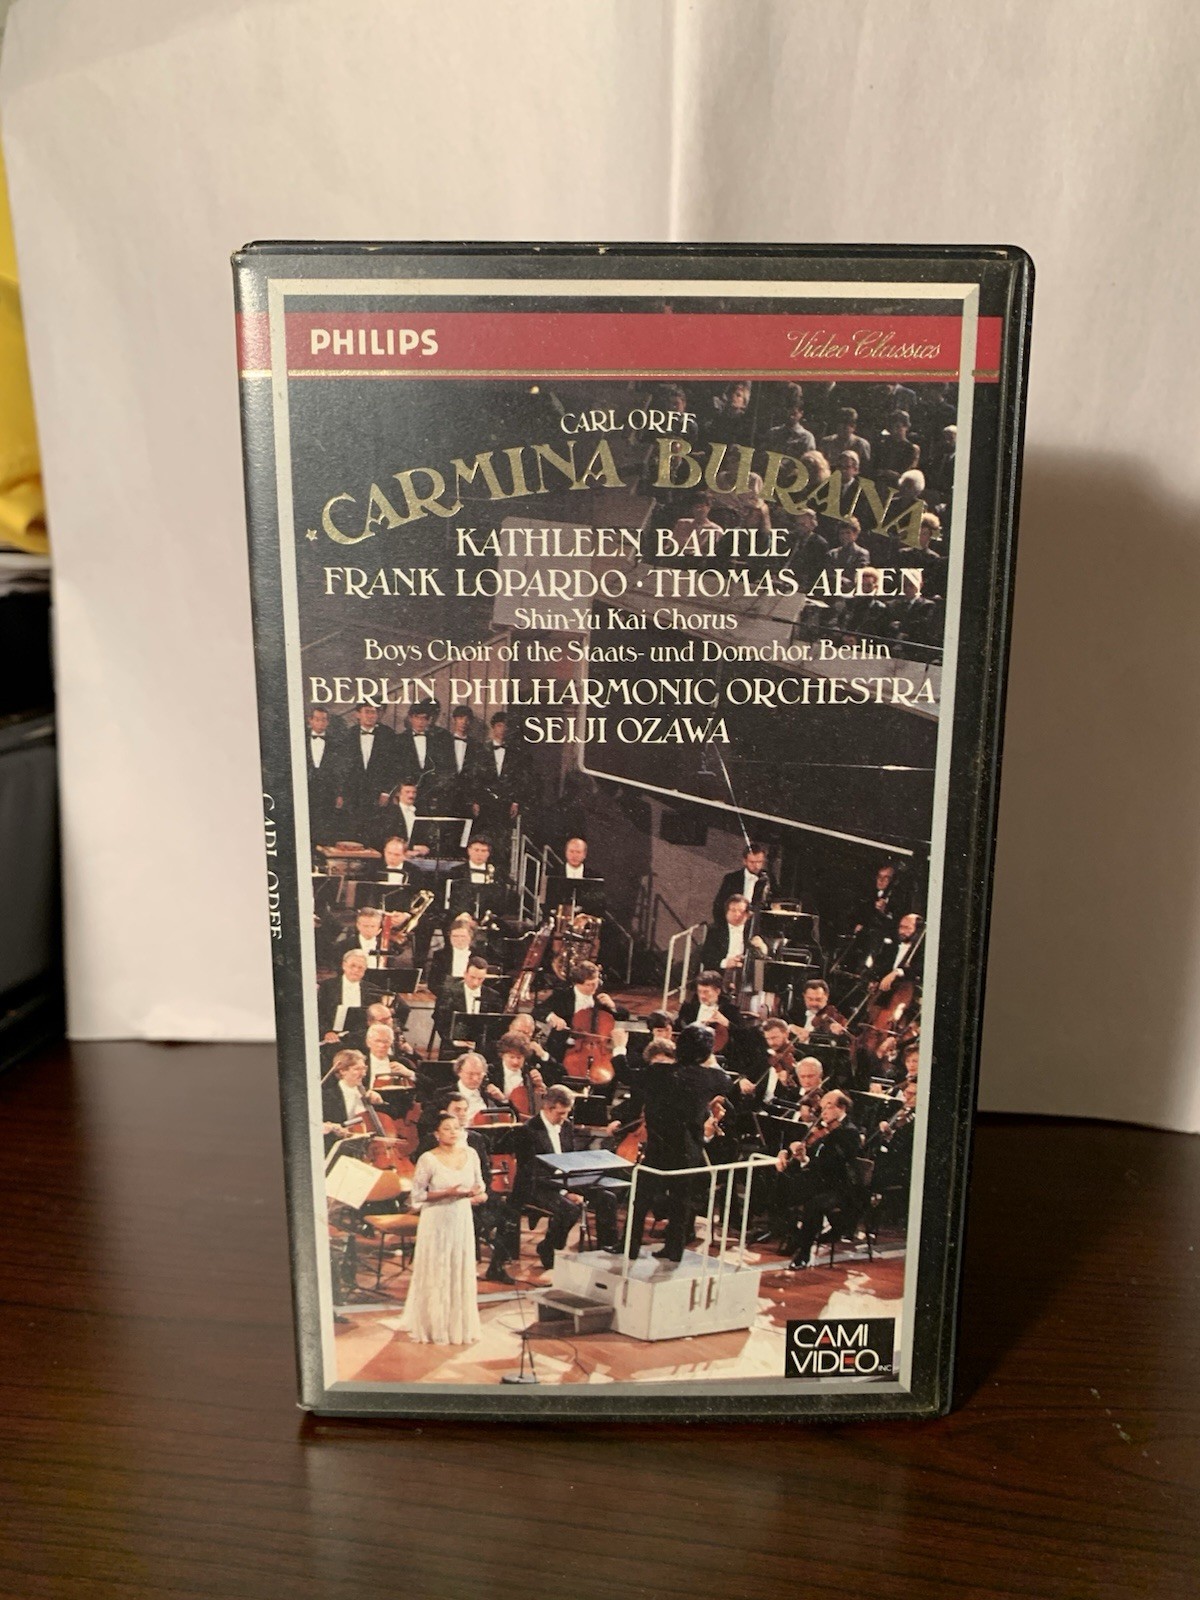 PHILIPS
Video Classics
CARL ORFF
CARMINA BURANA
KATHLEEN BATTLE
FRANK LOPARDO · THOMAS ALLEN
Shin-Yu Kai Chorus
Boys Choir of the Staats- und Domchor, Berlin
BERLIN PHILHARMONIC ORCHESTRA
SEIJI OZAWA
CARL ORFF
CAMI
VIDEO INC